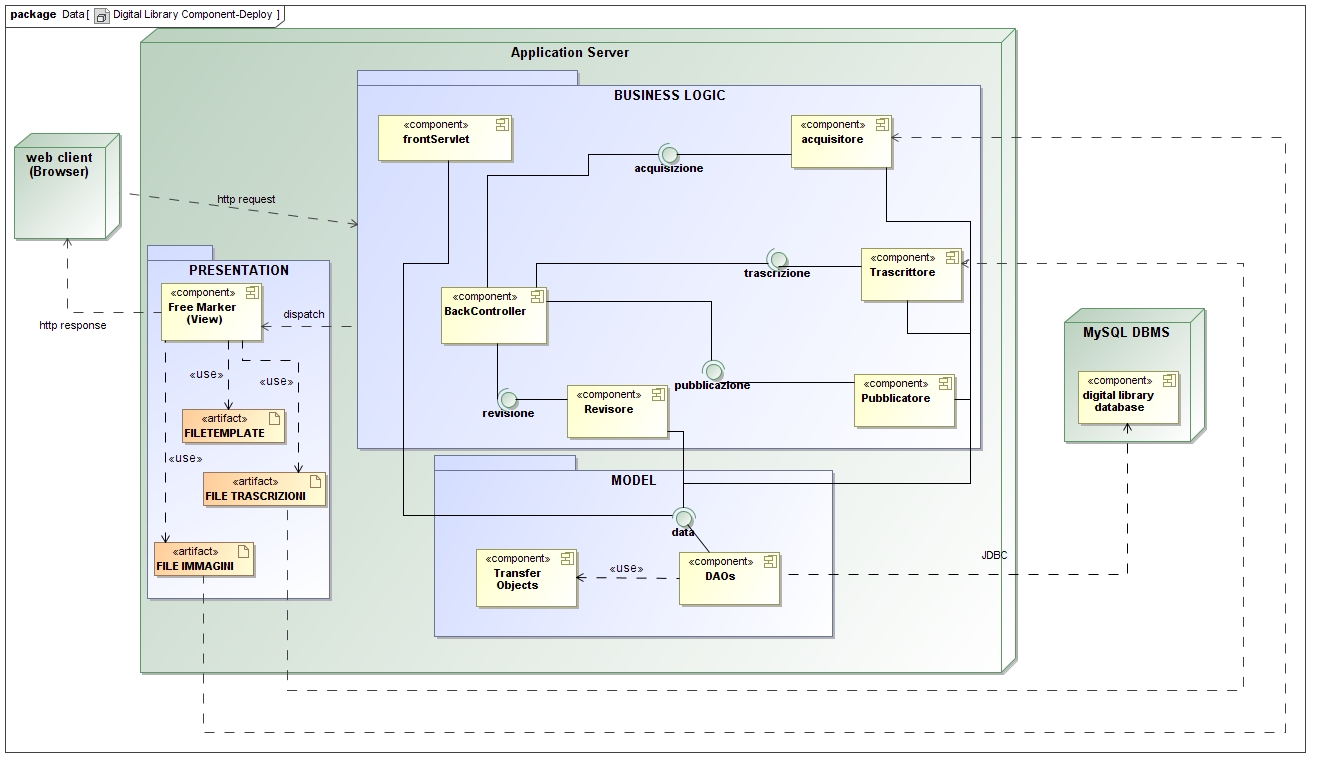 package Data [ Digital Library Component-Deploy ]
Application Server
BUSINESS LOGIC
«component»
frontServlet
«component»
acquisitore
acquisizione
web client
(Browser)
http request
«component»
Trascrittore
trascrizione
PRESENTATION
«component»
Free Marker
(View)
«component»
BackController
dispatch
http response
MySQL DBMS
«component»
digital library
database
«use»
«use»
pubblicazione
«component»
Pubblicatore
«component»
Revisore
revisione
«artifact»
FILETEMPLATE
«use»
«artifact»
FILE TRASCRIZIONI
MODEL
data
«artifact»
FILE IMMAGINI
«component»
Transfer
Objects
«use»
«component»
DAOs
JDBC